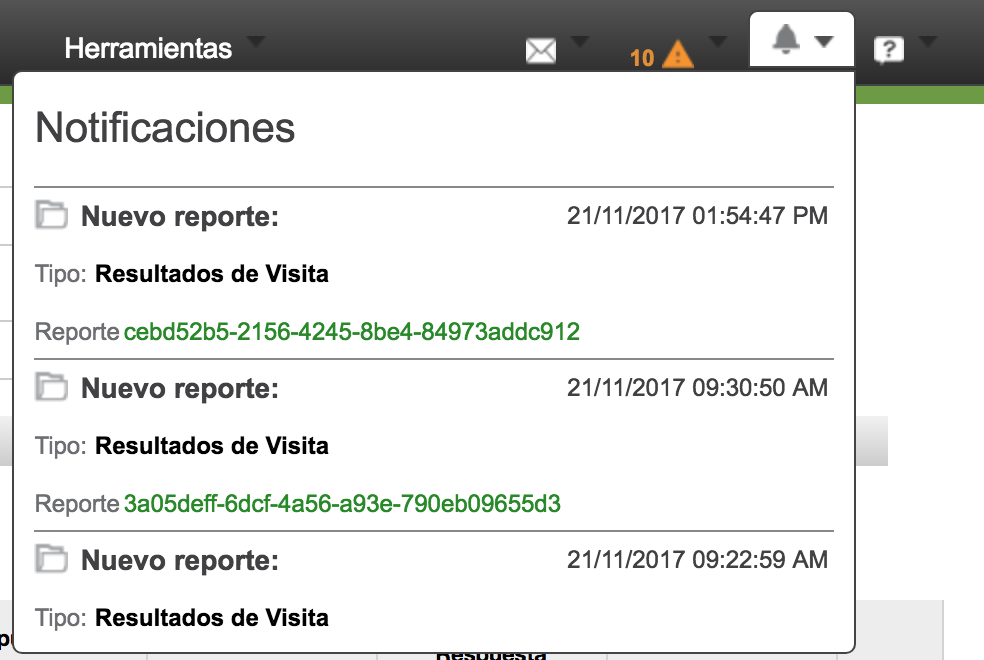 Herramientas
10
?
Notificaciones
Nuevo reporte: 21/11/2017 01:54:47 PM
Tipo: Resultados de Visita
Reporte cebd52b5-2156-4245-8be4-84973addc912
Nuevo reporte: 21/11/2017 09:30:50 AM
Tipo: Resultados de Visita
Reporte 3a05deff-6dcf-4a56-a93e-790eb09655d3
Nuevo reporte: 21/11/2017 09:22:59 AM
Tipo: Resultados de Visita
Respuesta